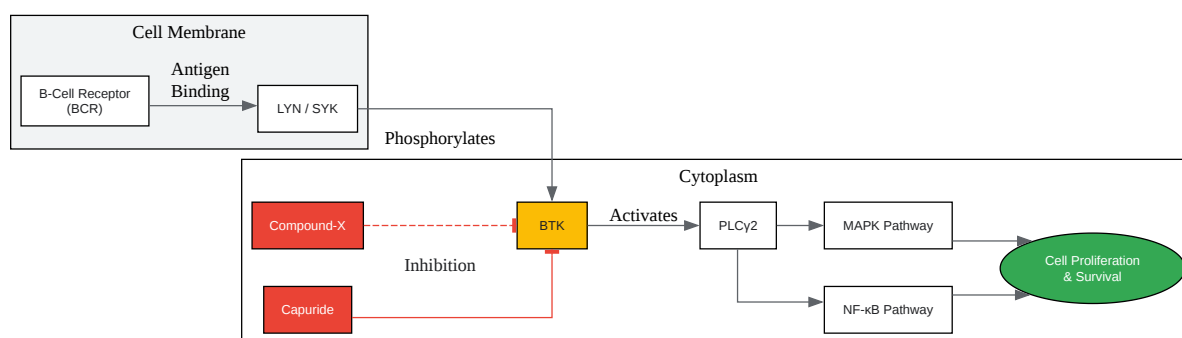 Cell Membrane
B-Cell Receptor
(BCR)
Antigen
Binding
LYN / SYK
Phosphorylates
Cytoplasm
Compound-X
Inhibition
Capuride
BTK
Activates
PLCγ2
MAPK Pathway
NF-κB Pathway
Cell Proliferation
& Survival